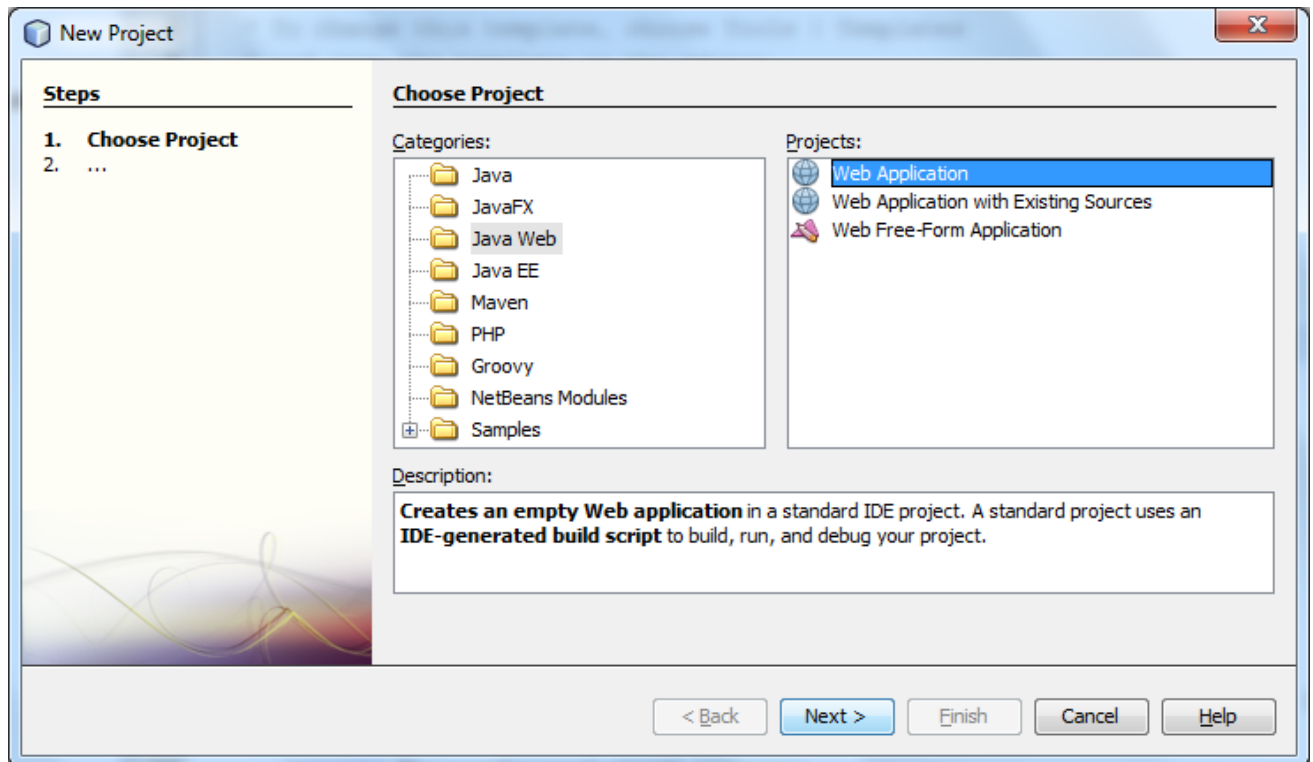 New Project
Steps
1. Choose Project
2. ...
Choose Project
Categories:
Java
JavaFX
Java Web
Java EE
Maven
PHP
Groovy
NetBeans Modules
Samples
Projects:
Web Application
Web Application with Existing Sources
Web Free-Form Application
Description:
Creates an empty Web application in a standard IDE project. A standard project uses an
IDE-generated build script to build, run, and debug your project.
< Back
Next >
Finish
Cancel
Help